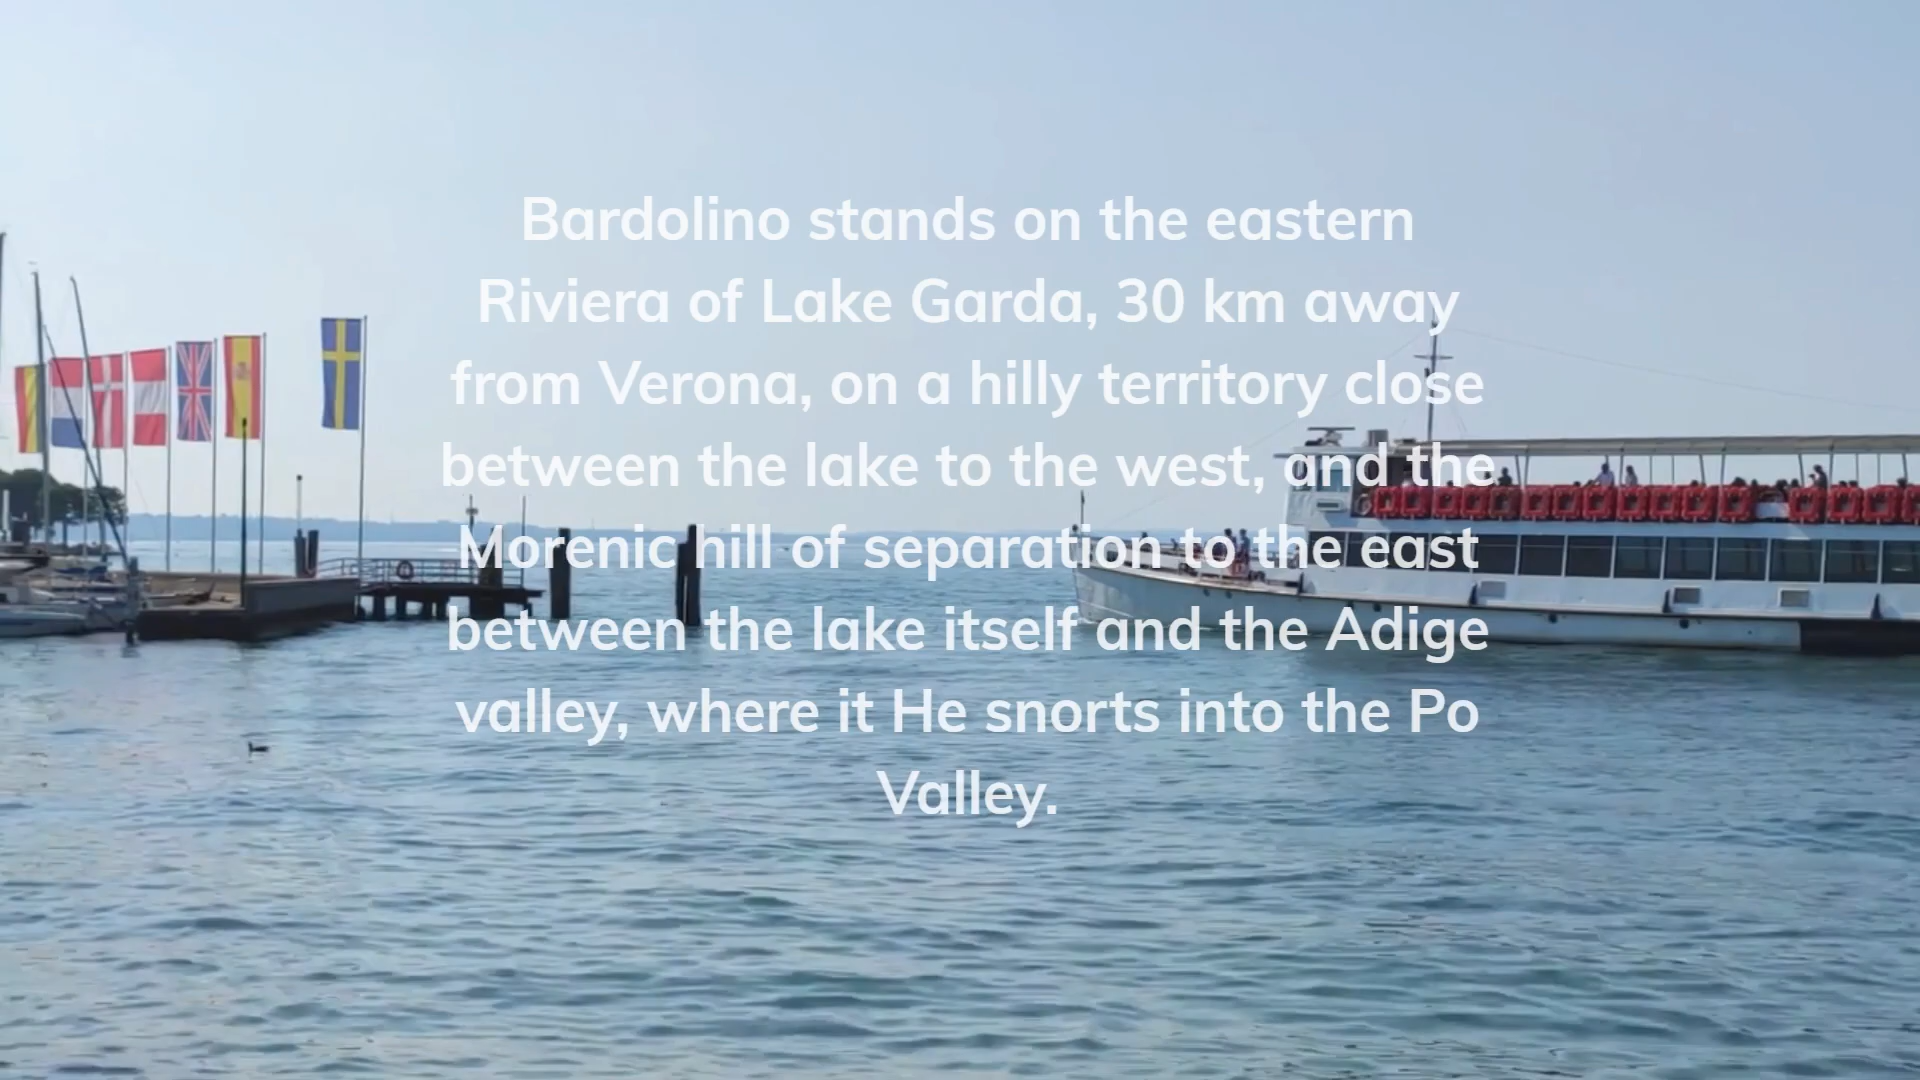 Bardolino stands on the eastern
Riviera of Lake Garda, 30 km away
from Verona, on a hilly territory close
between the lake to the west, and the
Morenic hill of separation to the east
between the lake itself and the Adige
valley, where it He snorts into the Po
Valley.